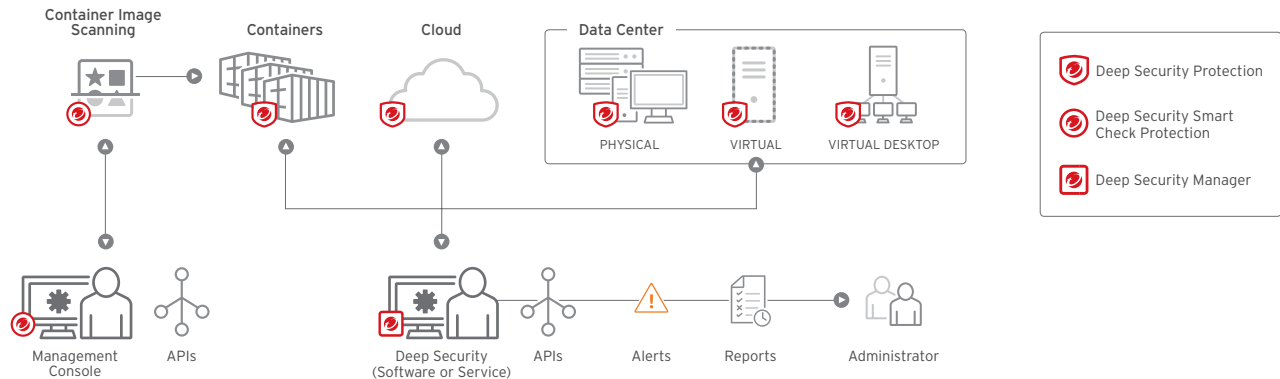 Container Image
Scanning
Containers
Cloud
Data Center
PHYSICAL
VIRTUAL
VIRTUAL DESKTOP
Deep Security Protection
Deep Security Smart
Check Protection
Deep Security Manager
Management
Console
APIs
Deep Security
(Software or Service)
APIs
Alerts
Reports
Administrator